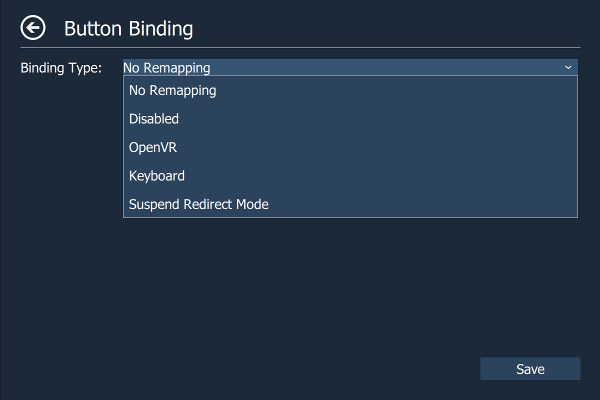 Button Binding
Binding Type: No Remapping
No Remapping
Disabled
OpenVR
Keyboard
Suspend Redirect Mode
Save